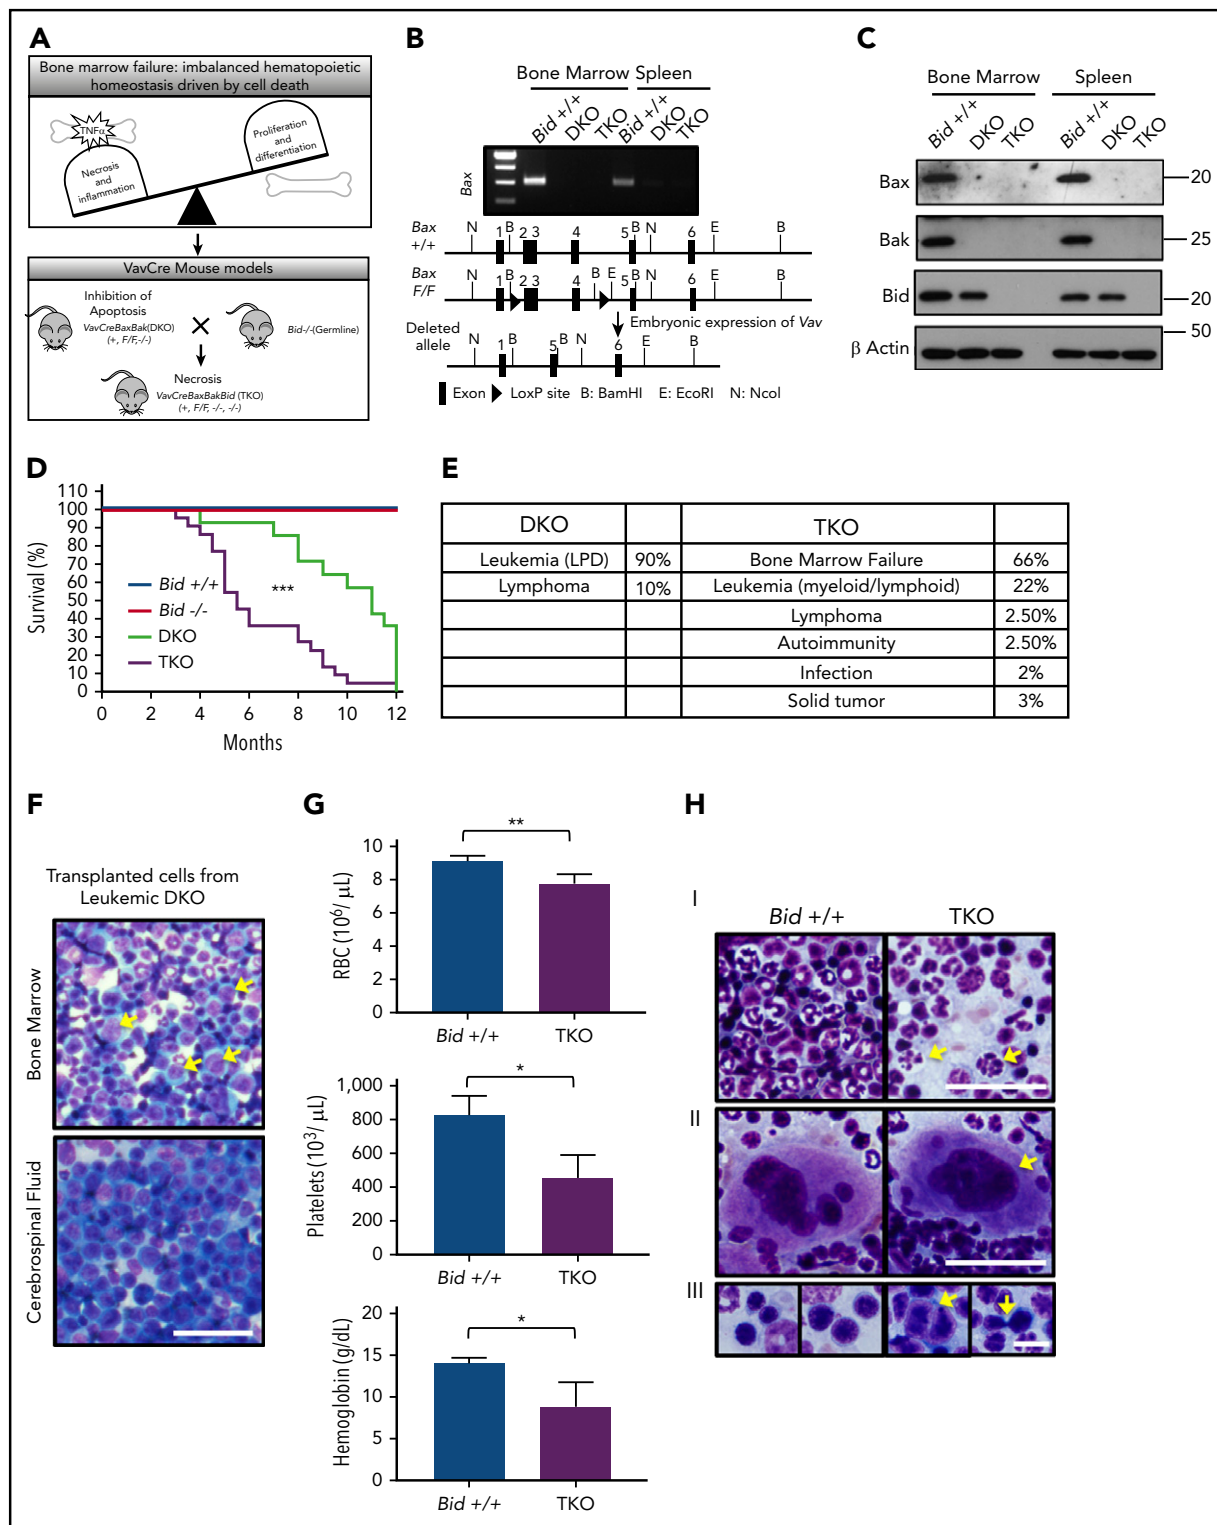 A
Bone marrow failure: imbalanced hematopoietic
homeostasis driven by cell death
TNFα
Necrosis
and
inflammation
Proliferation
and
differentiation
VavCre Mouse models
Inhibition of
Apoptosis
VavCreBaxBak(DKO)
(+, F/F,-/-)
Bid-/-(Germline)
Necrosis
VavCreBaxBakBid (TKO)
(+, F/F, -/-, -/-)
B
Bone Marrow Spleen
Bid +/+ DKO TKO Bid +/+ DKO TKO
Bax
Bax
+/+
N 1 B 2 3 4 5 B N 6 E B
Bax
F/F
N 1 B 2 3 4 B E 5 B N 6 E B
Embryonic expression of Vav
Deleted
allele
N 1 B 5 B N 6 E B
Exon LoxP site B: BamHI E: EcoRI N: NcoI
C
Bone Marrow Spleen
Bid +/+ DKO TKO Bid +/+ DKO TKO
Bax 20
Bak 25
Bid 20
50
β Actin
D
Survival (%)
110
100
90
80
70
60
50
40
30
20
10
0
Bid +/+
Bid -/-
DKO
TKO
***
0 2 4 6 8 10 12
Months
E
DKO TKO
Leukemia (LPD) 90% Bone Marrow Failure 66%
Lymphoma 10% Leukemia (myeloid/lymphoid) 22%
Lymphoma 2.50%
Autoimmunity 2.50%
Infection 2%
Solid tumor 3%
F
Transplanted cells from
Leukemic DKO
Bone Marrow
Cerebrospinal Fluid
G
**
RBC (10⁶/ µL)
10
8
6
4
2
0
Bid +/+ TKO
*
Platelets (10³/ µL)
1,000
800
600
400
200
0
Bid +/+ TKO
*
Hemoglobin (g/dL)
20
15
10
5
0
Bid +/+ TKO
H
I
Bid +/+ TKO
II
III